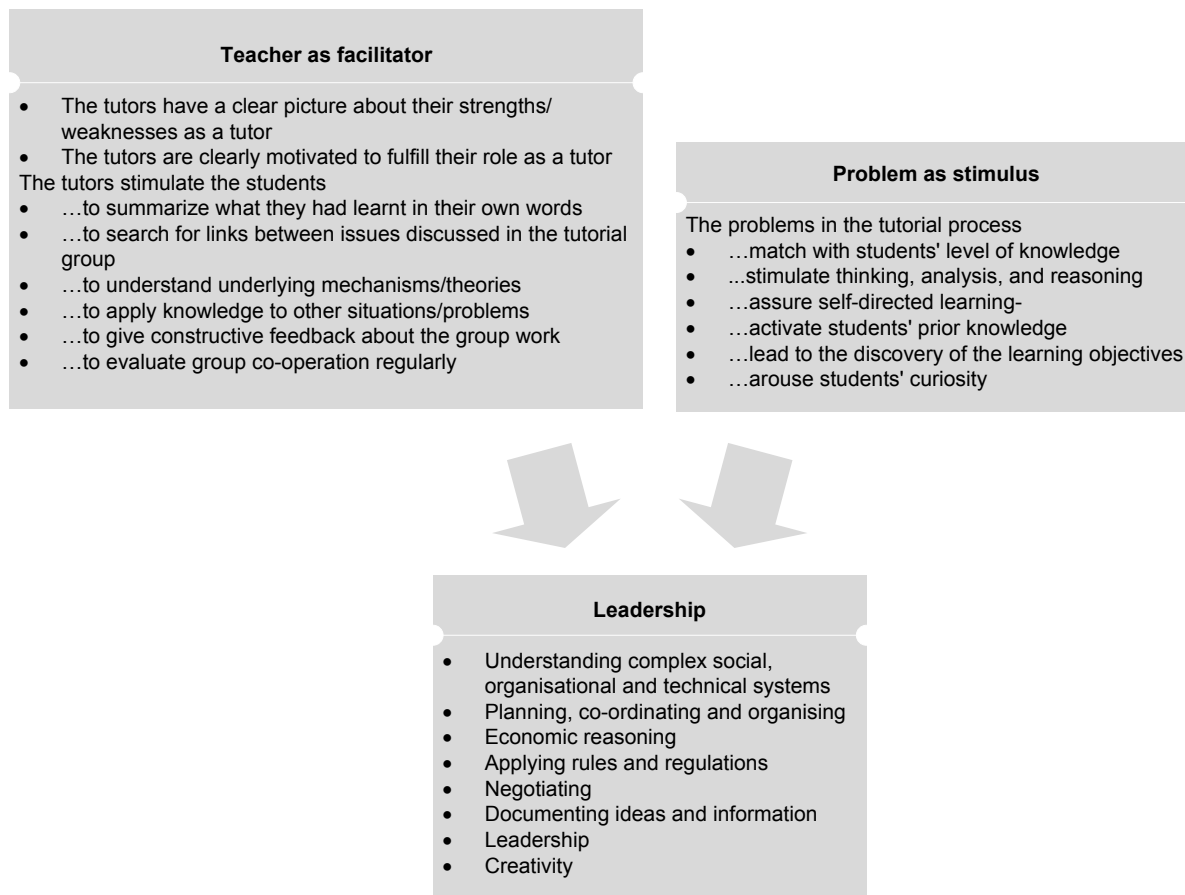 Teacher as facilitator
• The tutors have a clear picture about their strengths/
weaknesses as a tutor
• The tutors are clearly motivated to fulfill their role as a tutor
The tutors stimulate the students
• …to summarize what they had learnt in their own words
• …to search for links between issues discussed in the tutorial
group
• …to understand underlying mechanisms/theories
• …to apply knowledge to other situations/problems
• …to give constructive feedback about the group work
• …to evaluate group co-operation regularly
Problem as stimulus
The problems in the tutorial process
• …match with students' level of knowledge
• ...stimulate thinking, analysis, and reasoning
• …assure self-directed learning-
• …activate students' prior knowledge
• …lead to the discovery of the learning objectives
• …arouse students' curiosity
Leadership
• Understanding complex social,
organisational and technical systems
• Planning, co-ordinating and organising
• Economic reasoning
• Applying rules and regulations
• Negotiating
• Documenting ideas and information
• Leadership
• Creativity